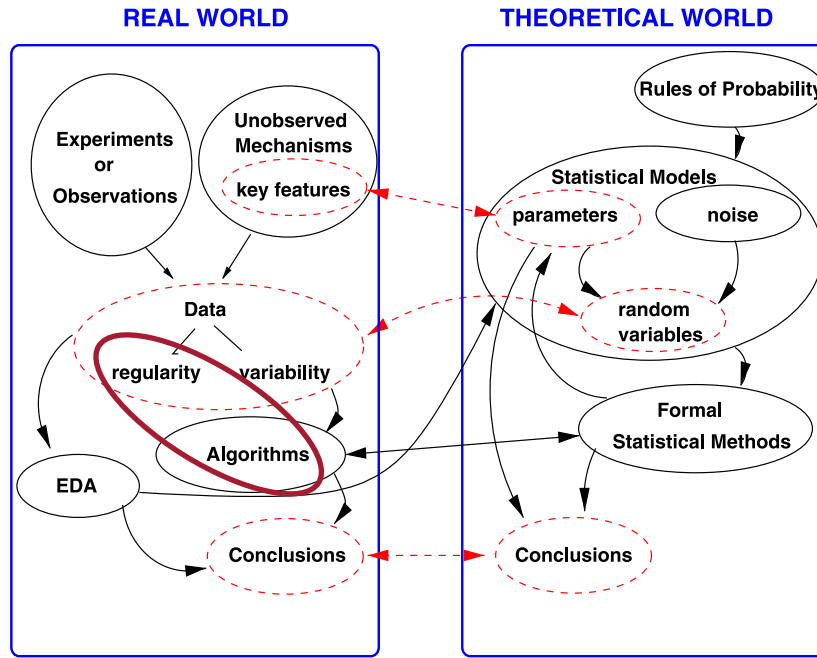 REAL WORLD
THEORETICAL WORLD
Experiments
or
Observations
Unobserved
Mechanisms
key features
Rules of Probability
Statistical Models
parameters
noise
random
variables
Data
regularity
variability
Algorithms
EDA
Conclusions
Formal
Statistical Methods
Conclusions